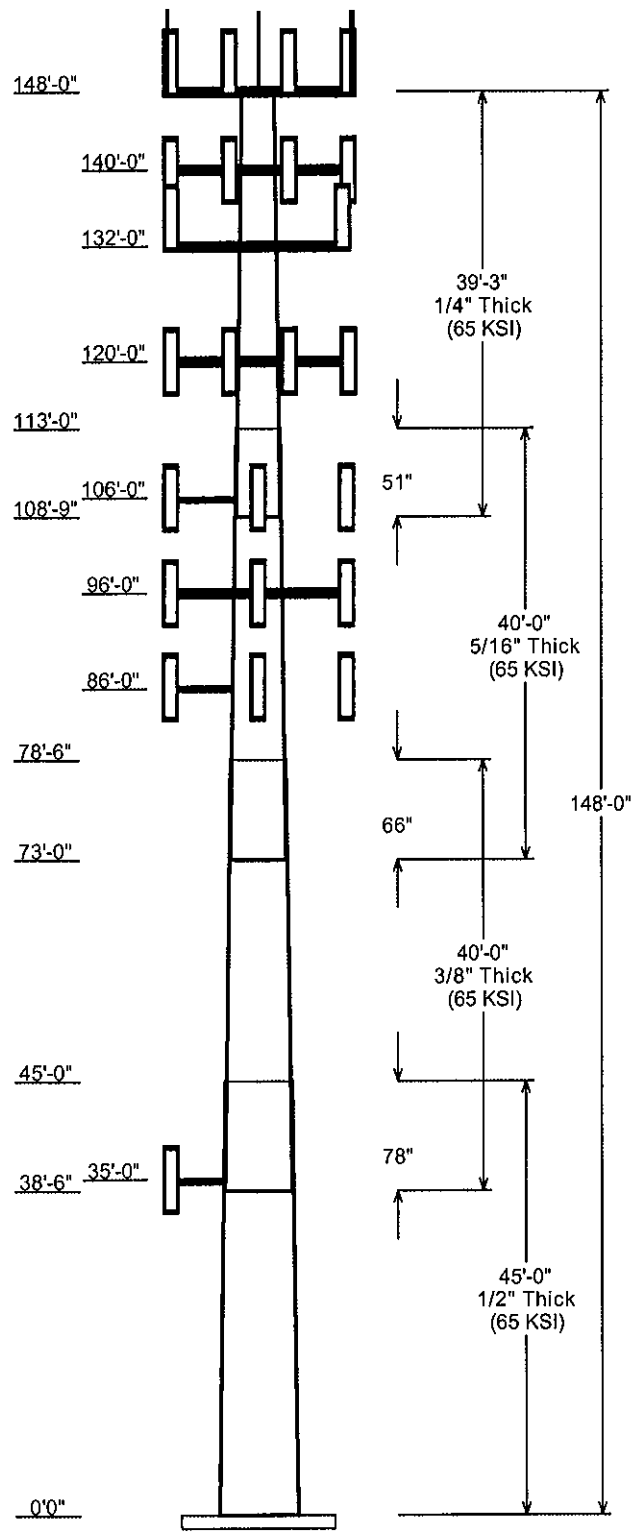 148'-0"
140'-0"
132'-0"
39'-3"
1/4" Thick
(65 KSI)
120'-0"
113'-0"
51"
106'-0"
108'-9"
96'-0"
40'-0"
5/16" Thick
(65 KSI)
86'-0"
78'-6"
148'-0"
66"
73'-0"
40'-0"
3/8" Thick
(65 KSI)
45'-0"
78"
35'-0"
38'-6"
45'-0"
1/2" Thick
(65 KSI)
0'0"